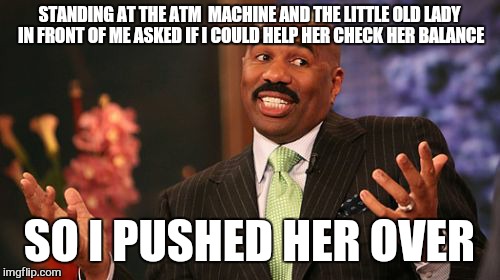 STANDING AT THE ATM MACHINE AND THE LITTLE OLD LADY
IN FRONT OF ME ASKED IF I COULD HELP HER CHECK HER BALANCE
SO I PUSHED HER OVER
imgflip.com